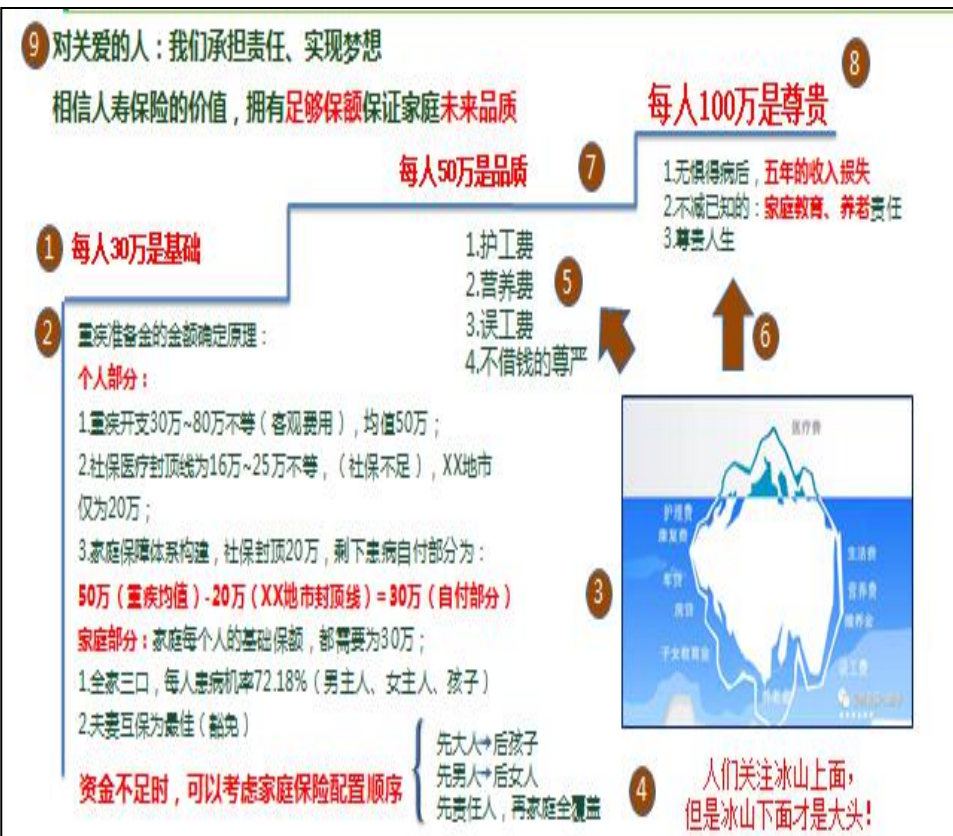 9 对关爱的人：我们承担责任、实现梦想
相信人寿保险的价值，拥有足够保额保证家庭未来品质
8
每人100万是尊贵
1.无惧得病后，五年的收入损失
2.不减已知的：家庭教育、养老责任
3.尊贵人生
每人50万是品质
7
1 每人30万是基础
1.护工费
2.营养费
3.误工费
4.不借钱的尊严
5
6
2 重疾准备金的金额确定原理：
个人部分：
1.重疾开支30万~80万不等（客观费用），均值50万；
2.社保医疗封顶线为16万~25万不等，（社保不足），XX地市
仅为20万；
3.家庭保障体系构建，社保封顶20万，剩下患病自付部分为：
50万（重疾均值）-20万（XX地市封顶线）=30万（自付部分）
家庭部分：家庭每个人的基础保额，都需要为30万；
1.全家三口，每人患病机率72.18%（男主人、女主人、孩子）
2.夫妻互保为最佳（豁免）
资金不足时，可以考虑家庭保险配置顺序
先大人→后孩子
先男人→后女人
先责任人，再家庭全覆盖
3
医疗费
护理费
康复费
车贷
房贷
子女教育金
生活费
营养费
赡养金
误工费
4
人们关注冰山上面，
但是冰山下面才是大头！